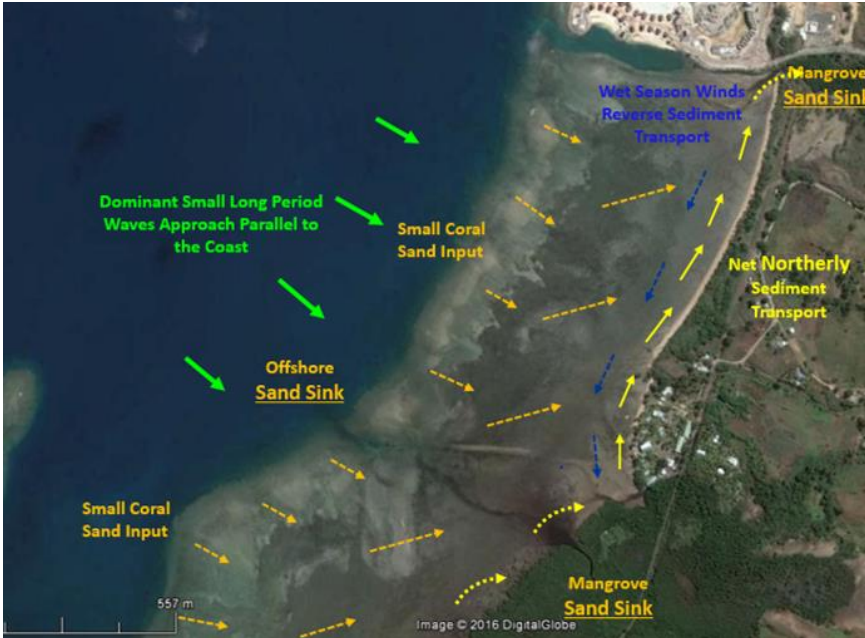 Mangrove
Sand Sink
Wet Season Winds
Reverse Sediment
Transport
Dominant Small Long Period
Waves Approach Parallel to
the Coast
Small Coral
Sand Input
Net Northerly
Sediment
Transport
Offshore
Sand Sink
Small Coral
Sand Input
Mangrove
Sand Sink
557 m
Image © 2016 DigitalGlobe